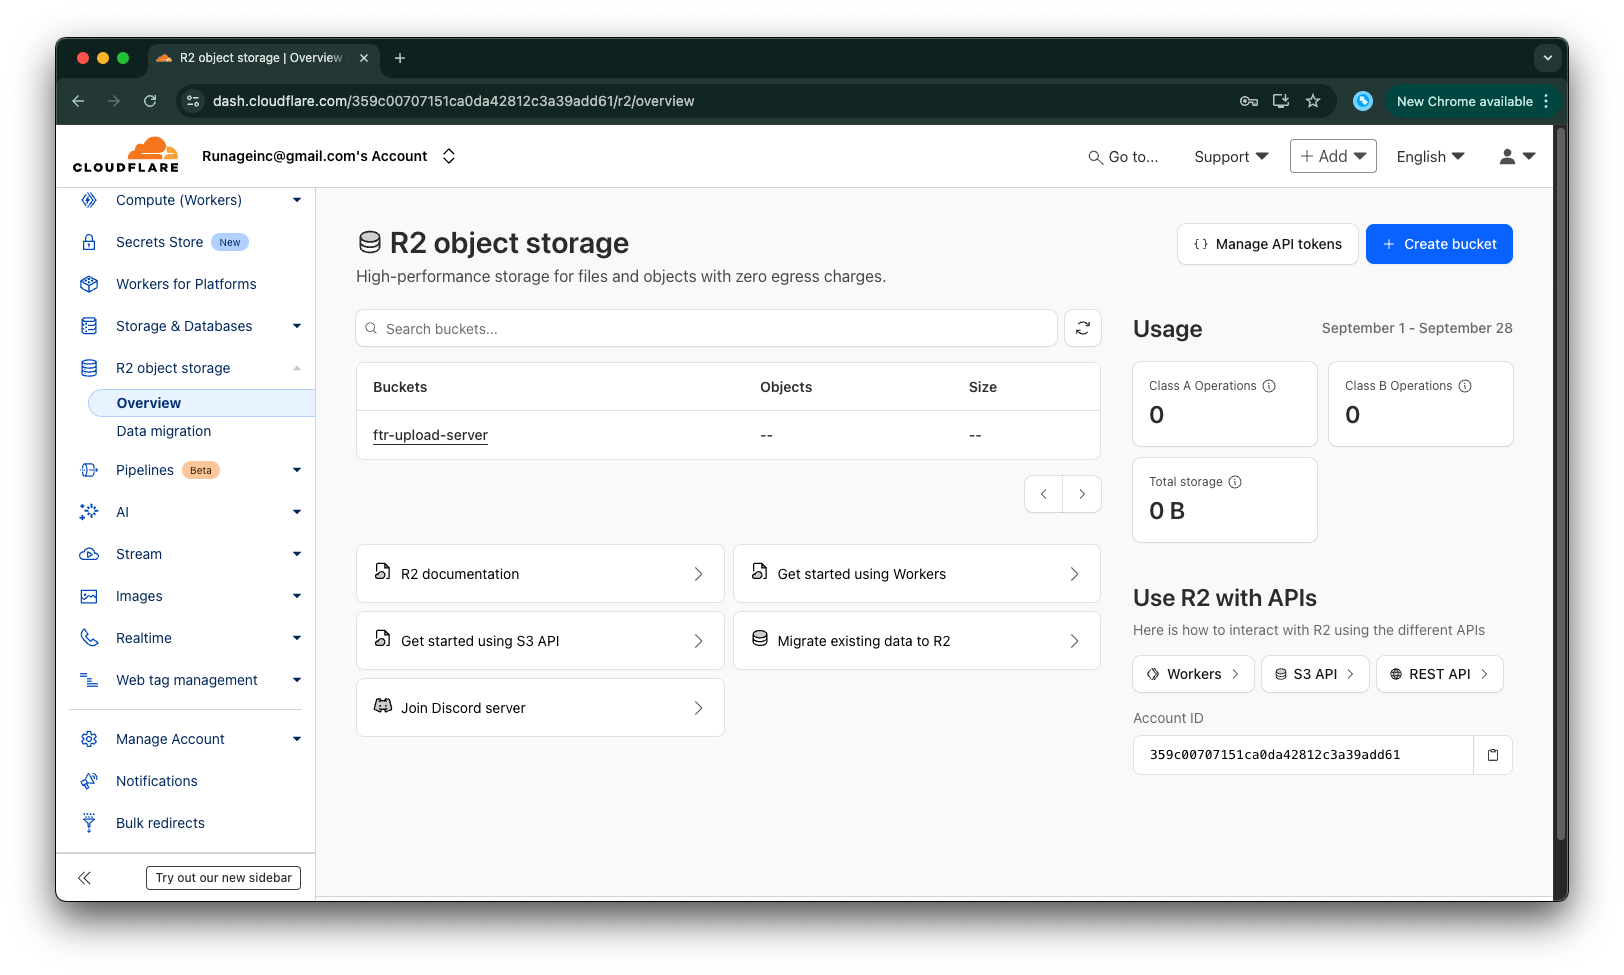 R2 object storage | Overview
dash.cloudflare.com/359c00707151ca0da42812c3a39add61/r2/overview
New Chrome available
CLOUDFLARE
Runageinc@gmail.com's Account
Go to...
Support
+ Add
English
Compute (Workers)
Secrets Store New
Workers for Platforms
Storage & Databases
R2 object storage
Overview
Data migration
Pipelines Beta
AI
Stream
Images
Realtime
Web tag management
Manage Account
Notifications
Bulk redirects
Try out our new sidebar
R2 object storage
High-performance storage for files and objects with zero egress charges.
{} Manage API tokens
+ Create bucket
Search buckets...
Buckets Objects Size
ftr-upload-server -- --
R2 documentation
Get started using Workers
Get started using S3 API
Migrate existing data to R2
Join Discord server
Usage
September 1 - September 28
Class A Operations
0
Class B Operations
0
Total storage
0 B
Use R2 with APIs
Here is how to interact with R2 using the different APIs
Workers
S3 API
REST API
Account ID
359c00707151ca0da42812c3a39add61